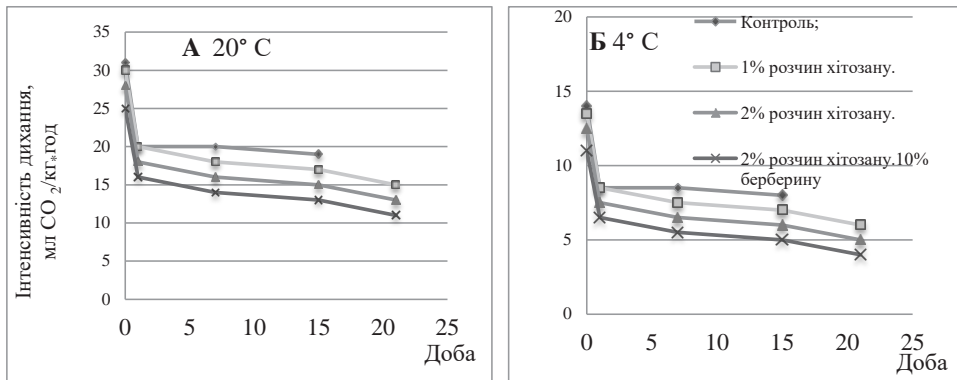 А 20° C
35
30
25
20
15
10
5
0
0 5 10 15 20 25
Доба
Інтенсивність дихання,
мл CO 2/кг*год
Б 4° C
20
15
10
5
0
0 5 10 15 20 25
Доба
Контроль;
1% розчин хітозану.
2% розчин хітозану.
2% розчин хітозану.10%
берберину